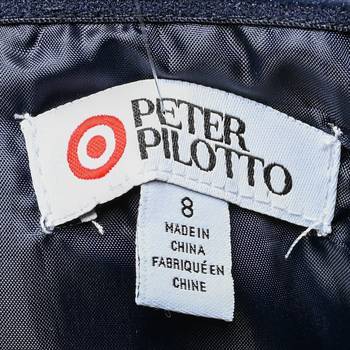 PETER
PILOTTO
8
MADE IN
CHINA
FABRIQUÉ EN
CHINE